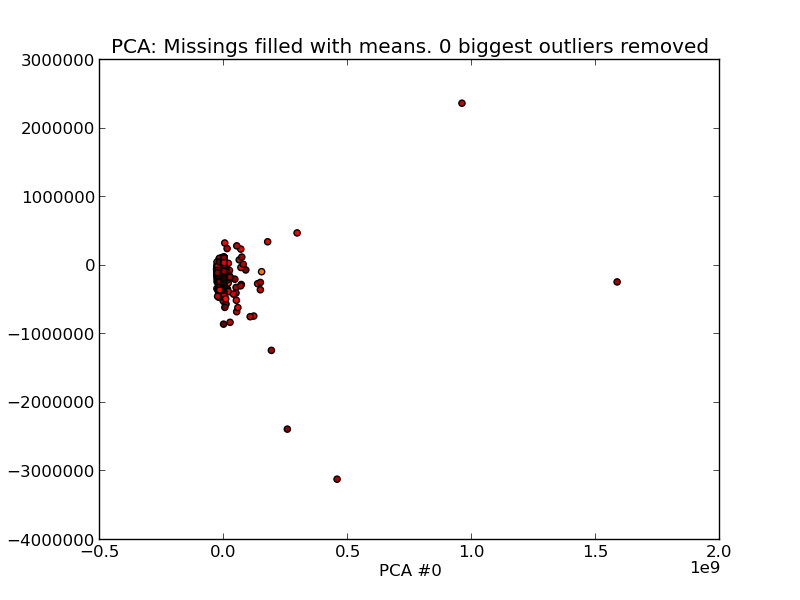 PCA: Missings filled with means. 0 biggest outliers removed
3000000
2000000
1000000
0
−1000000
−2000000
−3000000
−4000000
−0.5 0.0 0.5 1.0 1.5 2.0
1e9
PCA #0